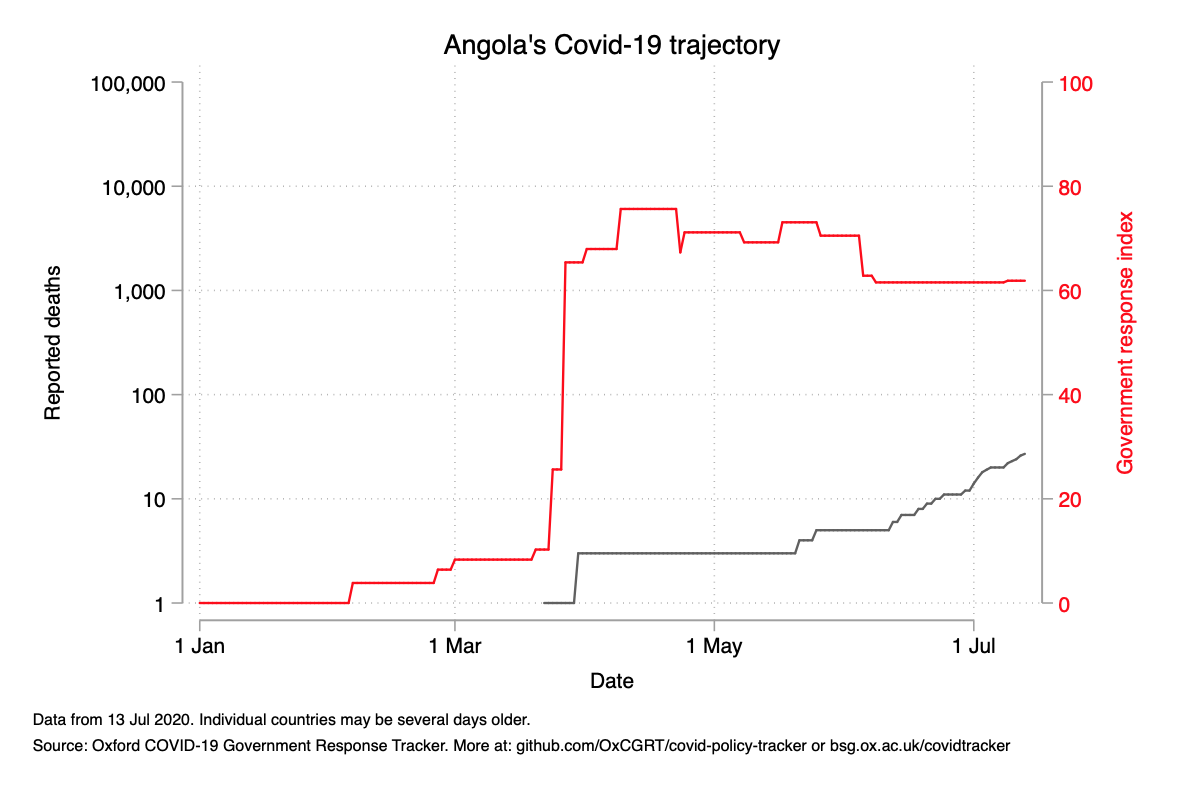 Angola's Covid-19 trajectory
100,000
10,000
1,000
100
10
1
Reported deaths
100
80
60
40
20
0
Government response index
1 Jan
1 Mar
1 May
1 Jul
Date
Data from 13 Jul 2020. Individual countries may be several days older.
Source: Oxford COVID-19 Government Response Tracker. More at: github.com/OxCGRT/covid-policy-tracker or bsg.ox.ac.uk/covidtracker